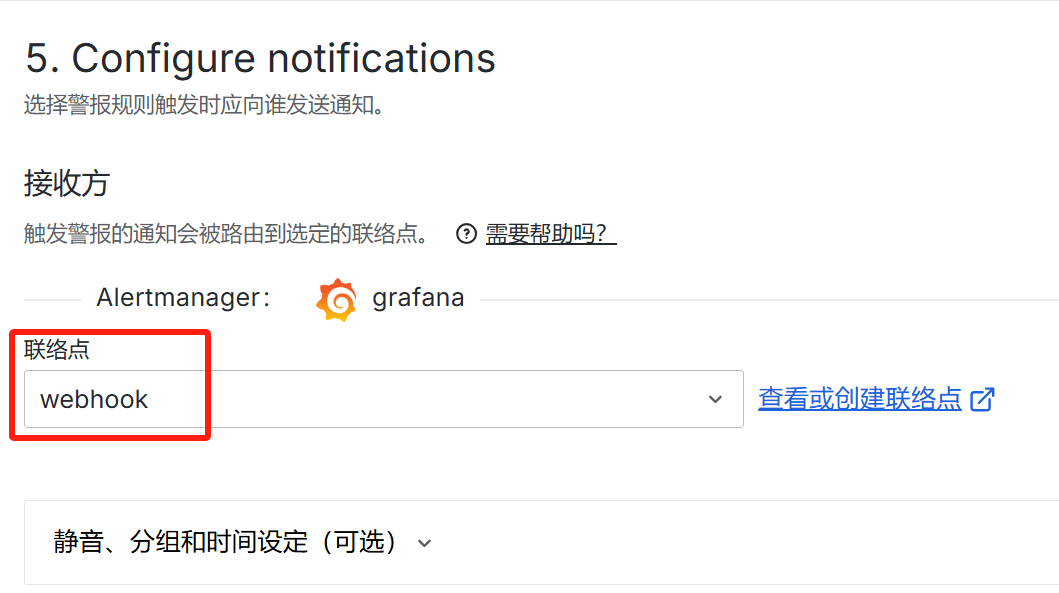 5. Configure notifications
选择警报规则触发时应向谁发送通知。
接收方
触发警报的通知会被路由到选定的联络点。 需要帮助吗？
Alertmager： grafana
联络点
webhook 查看或创建联络点
静音、分组和时间设定（可选）